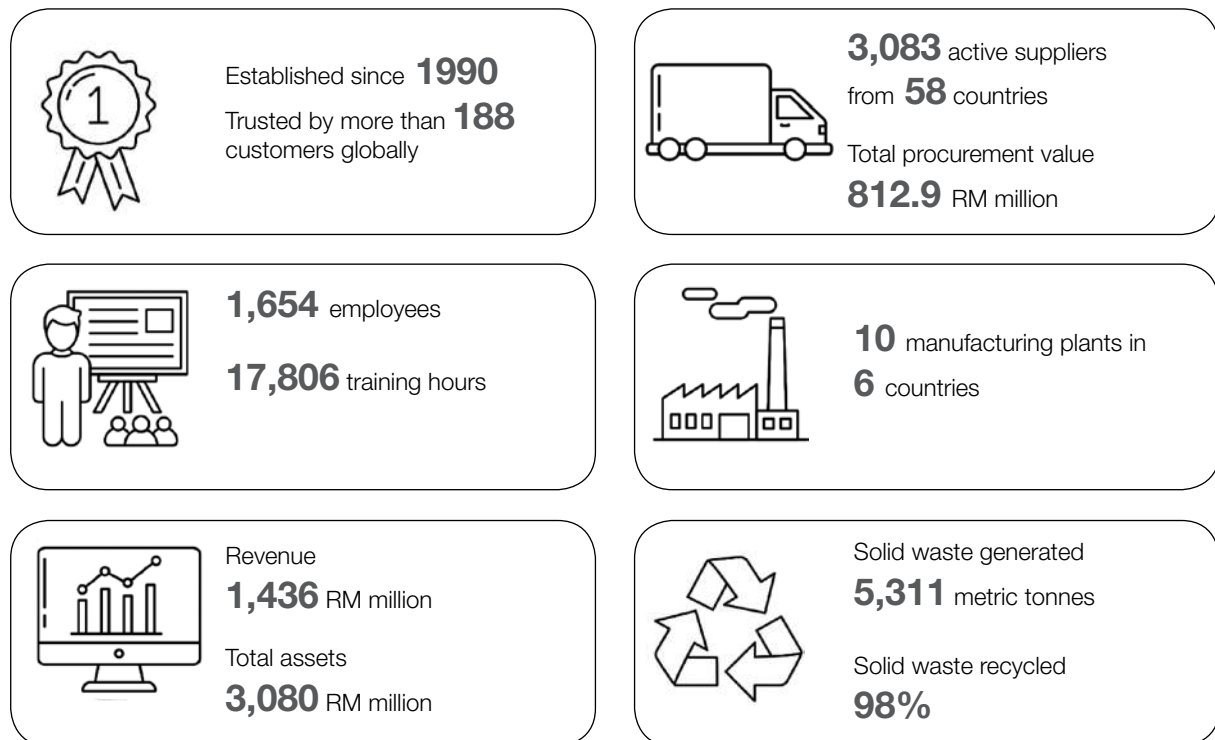 1
Established since 1990
Trusted by more than 188
customers globally
3,083 active suppliers
from 58 countries
Total procurement value
812.9 RM million
1,654 employees
17,806 training hours
10 manufacturing plants in
6 countries
Revenue
1,436 RM million
Total assets
3,080 RM million
Solid waste generated
5,311 metric tonnes
Solid waste recycled
98%